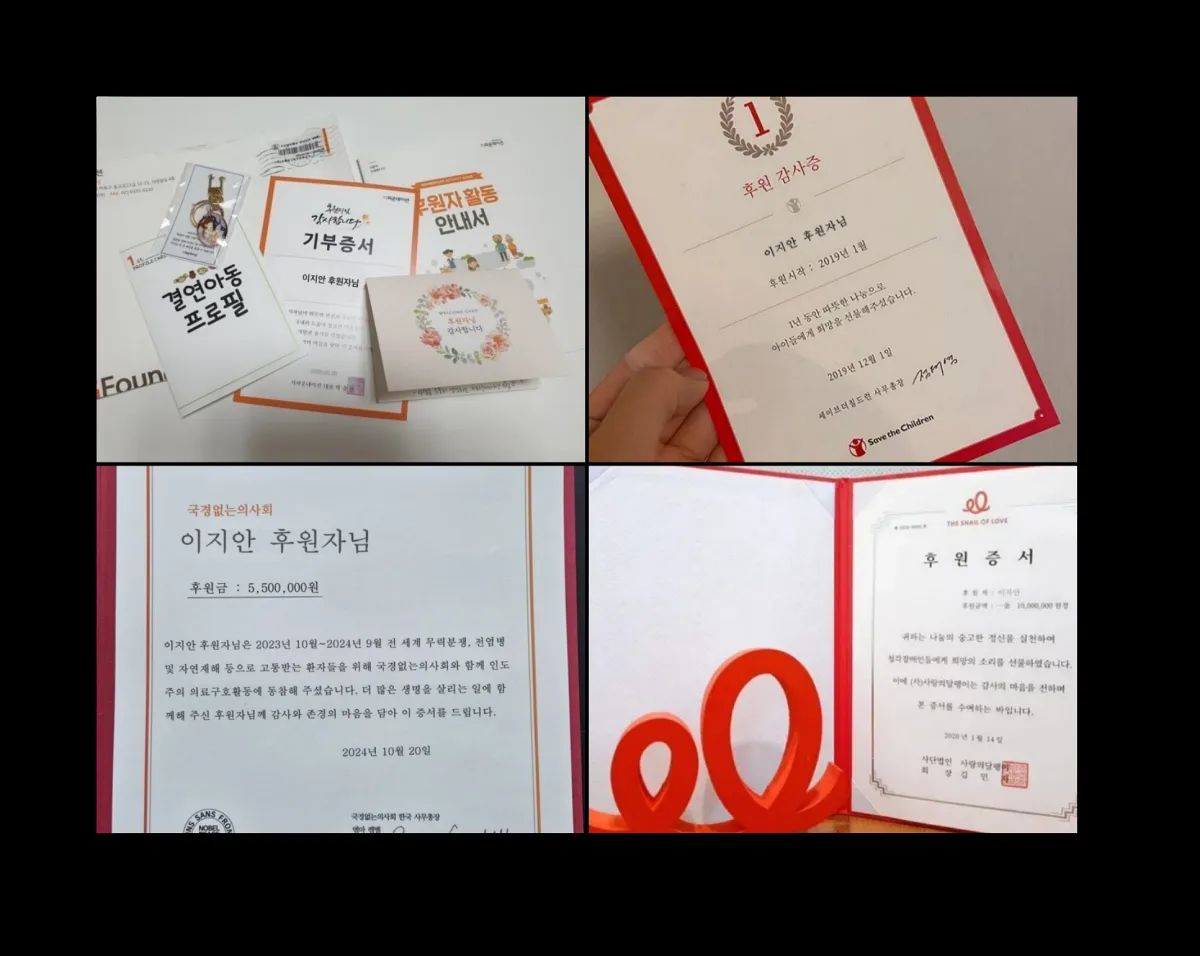 1
PROFILE CARD
결연아동
프로필
Foun
후원자님
감사합니다
기부증서
이지안 후원자님
후원자 활동
안내서
WELCOME CARD
후원자님
감사합니다
1
후원 감사증
이지안 후원자님
후원시작 : 2019년 1월
1년 동안 따뜻한 나눔으로
아이들에게 희망을 선물해주셨습니다.
2019년 12월 1일
세이브더칠드런 사무총장
Save the Children
국경없는의사회
이지안 후원자님
후원금 : 5,500,000원
이지안 후원자님은 2023년 10월~2024년 9월 전 세계 무력분쟁, 전염병
및 자연재해 등으로 고통받는 환자들을 위해 국경없는의사회와 함께 인도
주의 의료구호활동에 동참해 주셨습니다. 더 많은 생명을 살리는 일에 함
께해 주신 후원자님께 감사와 존경의 마음을 담아 이 증서를 드립니다.
2024년 10월 20일
국경없는의사회 한국 사무총장
엠마 캠벨
SANS FRO
NOBEL
THE SNAIL OF LOVE
후 원 증 서
후 원 자 : 이지안
후원금액 : 一金 10,000,000 원정
귀하는 나눔의 숭고한 정신을 실천하여
청각장애인들에게 희망의 소리를 선물하였습니다.
이에 (사)사랑의달팽이는 감사의 마음을 전하며
본 증서를 수여하는 바입니다.
2020년 1월 14일
사단법인 사랑의달팽이
회 장 김 민 자